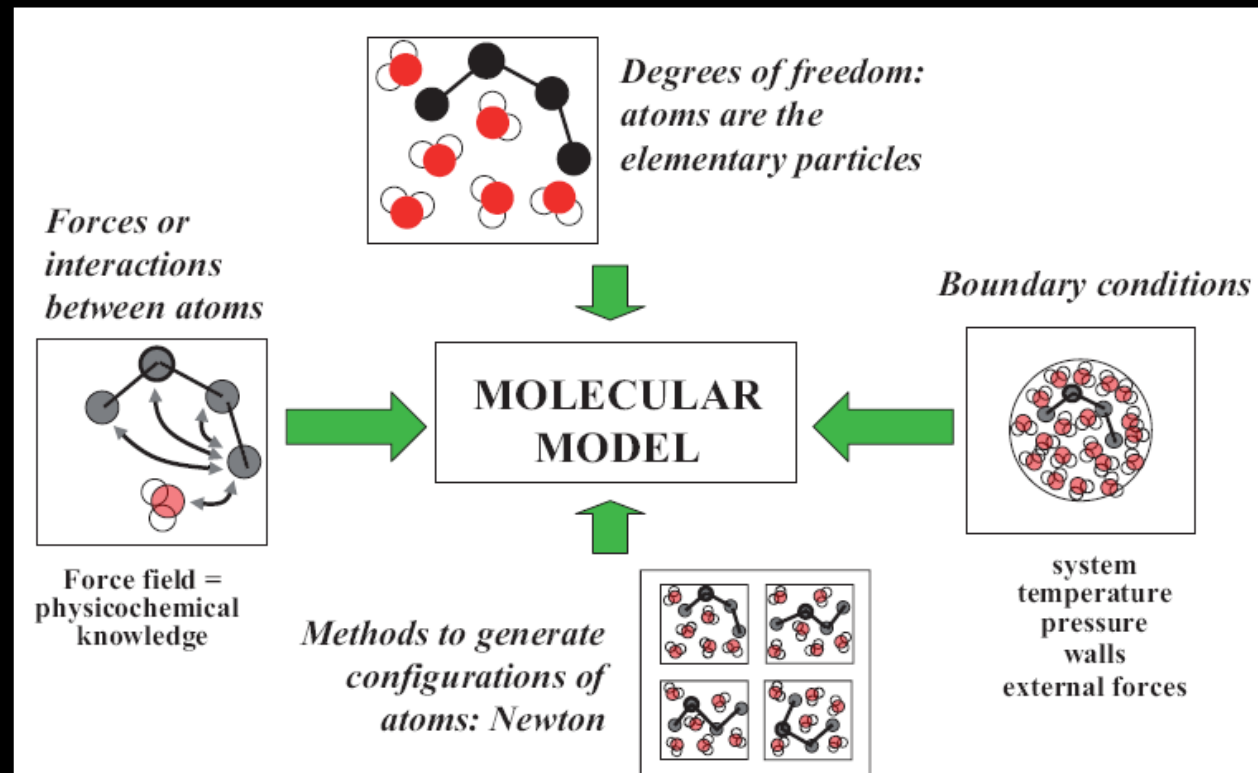 Degrees of freedom:
atoms are the
elementary particles
Forces or
interactions
between atoms
Boundary conditions
MOLECULAR
MODEL
Force field =
physicochemical
knowledge
Methods to generate
configurations of
atoms: Newton
system
temperature
pressure
walls
external forces